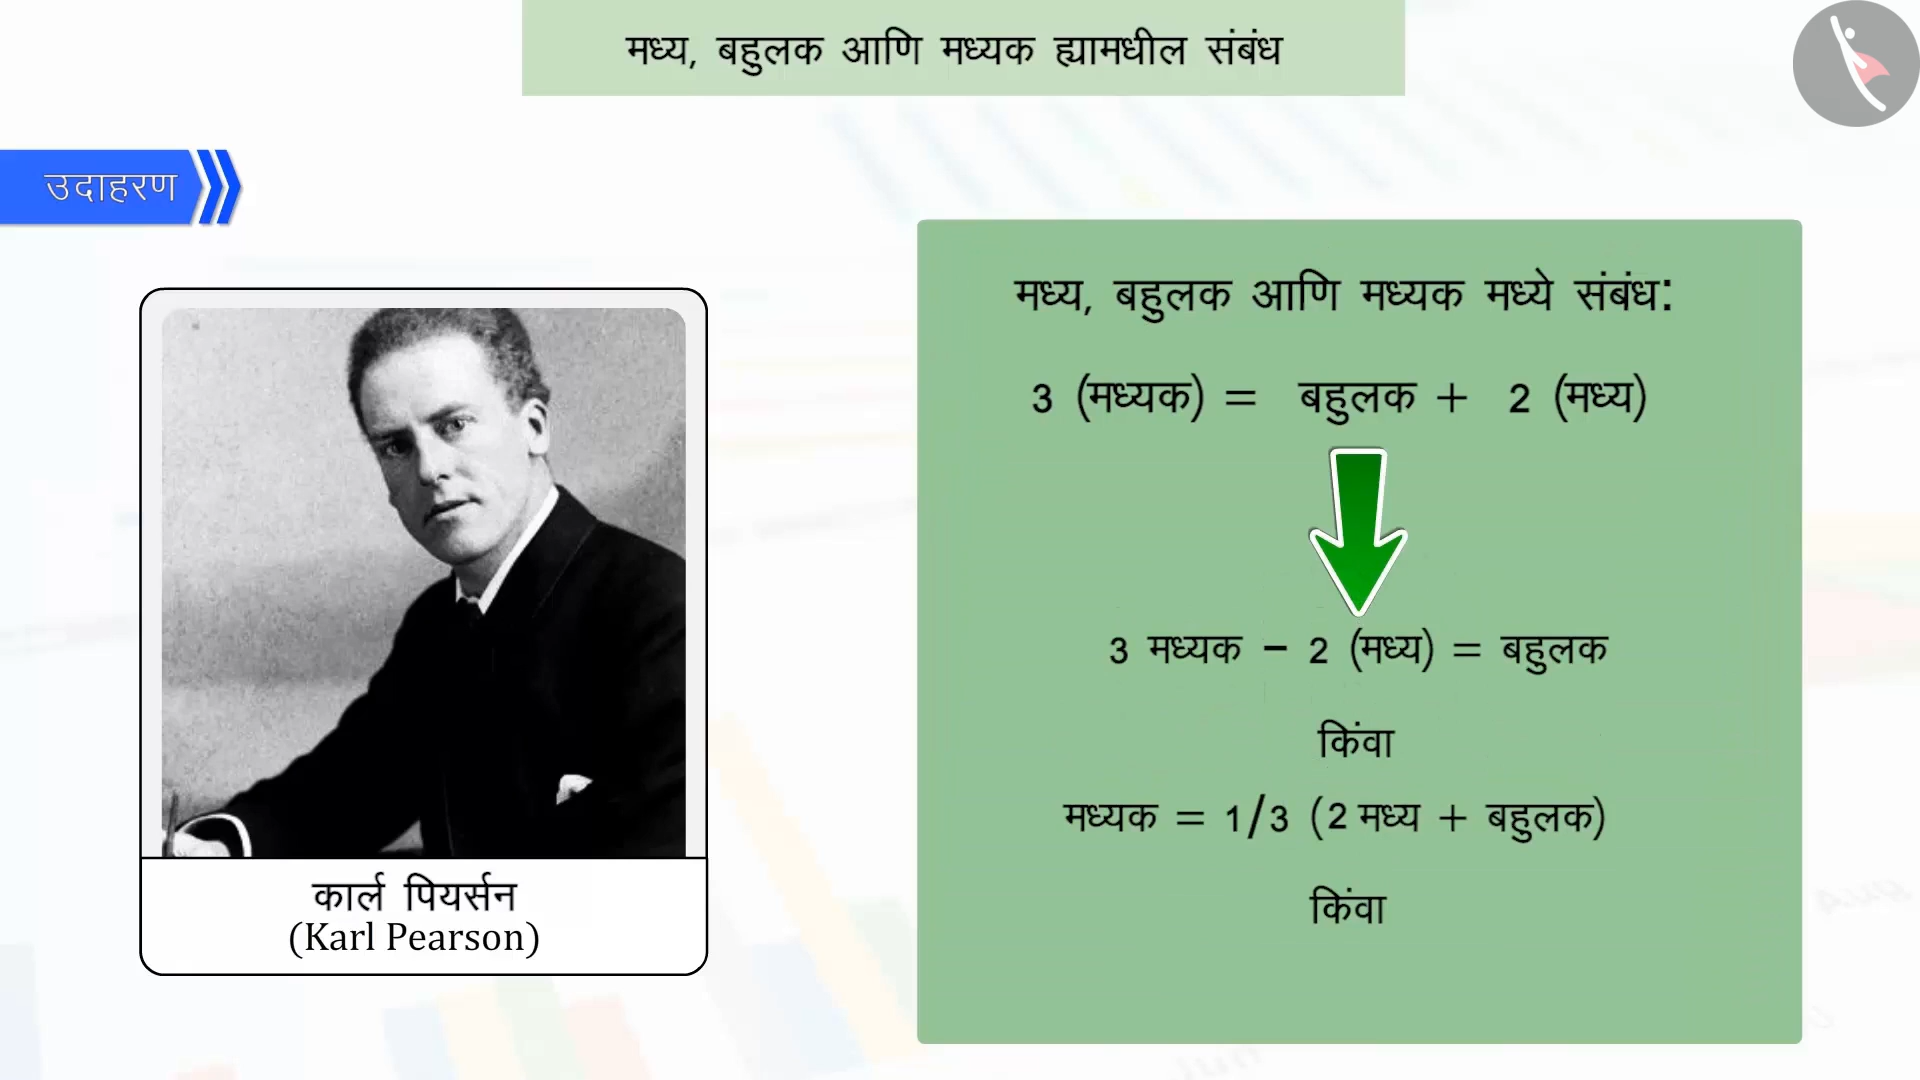 मध्य, बहुलक आणि मध्यक ह्यामधील संबंध
उदाहरण
मध्य, बहुलक आणि मध्यक मध्ये संबंध:
3 (मध्यक) = बहुलक + 2 (मध्य)
3 मध्यक – 2 (मध्य) = बहुलक
किंवा
मध्यक = 1/3 (2 मध्य + बहुलक)
किंवा
कार्ल पियर्सन
(Karl Pearson)